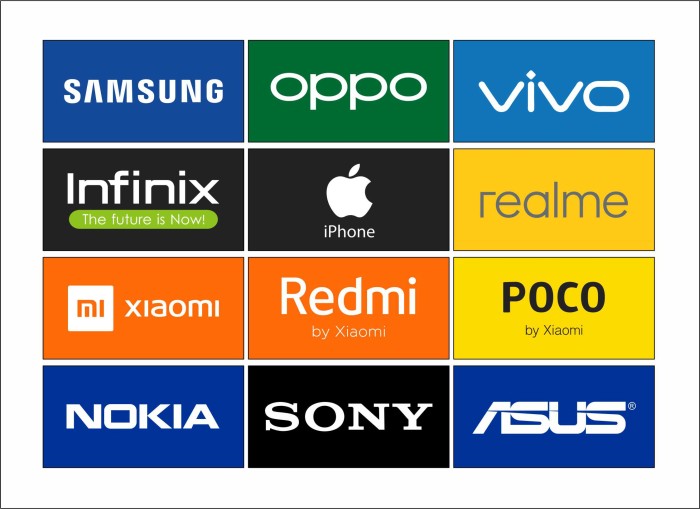 SAMSUNG
oppo
vivo
Infinix
The future is Now!
iPhone
realme
mi xiaomi
Redmi
by Xiaomi
POCO
by Xiaomi
NOKIA
SONY
ASUS®